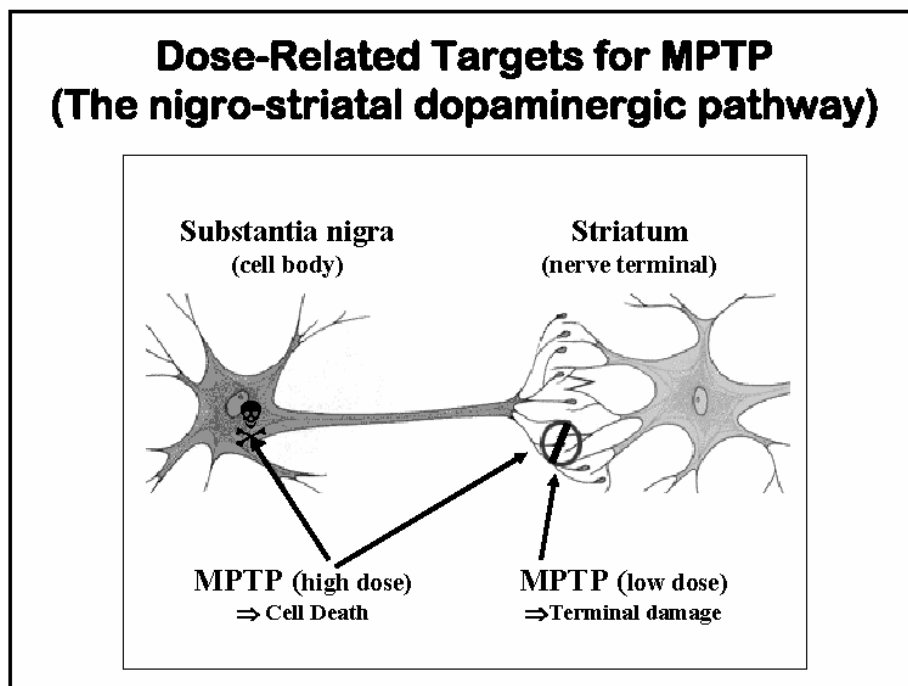 Dose-Related Targets for MPTP
(The nigro-striatal dopaminergic pathway)
Substantia nigra
(cell body)
Striatum
(nerve terminal)
MPTP (high dose)
⇒ Cell Death
MPTP (low dose)
⇒Terminal damage